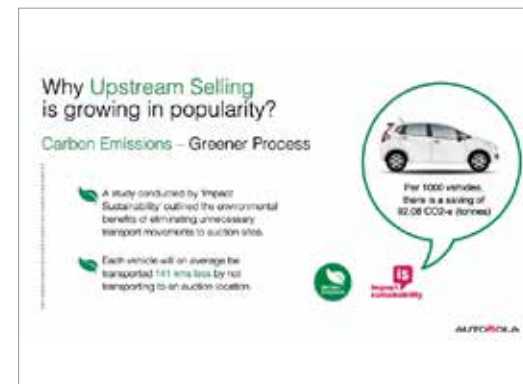 Why Upstream Selling
is growing in popularity?
Carbon Emissions – Greener Process
A study conducted by 'Impact
Sustainability' outlined the environmental
benefits of eliminating unnecessary
transport movements to auction sites.
Each vehicle will on average be
transported 141 kms less by not
transporting to an auction location.
Per 1000 vehicles,
there is a saving of
92.08 CO2-e (tonnes)
is
impact
sustainability
AUTOROLA